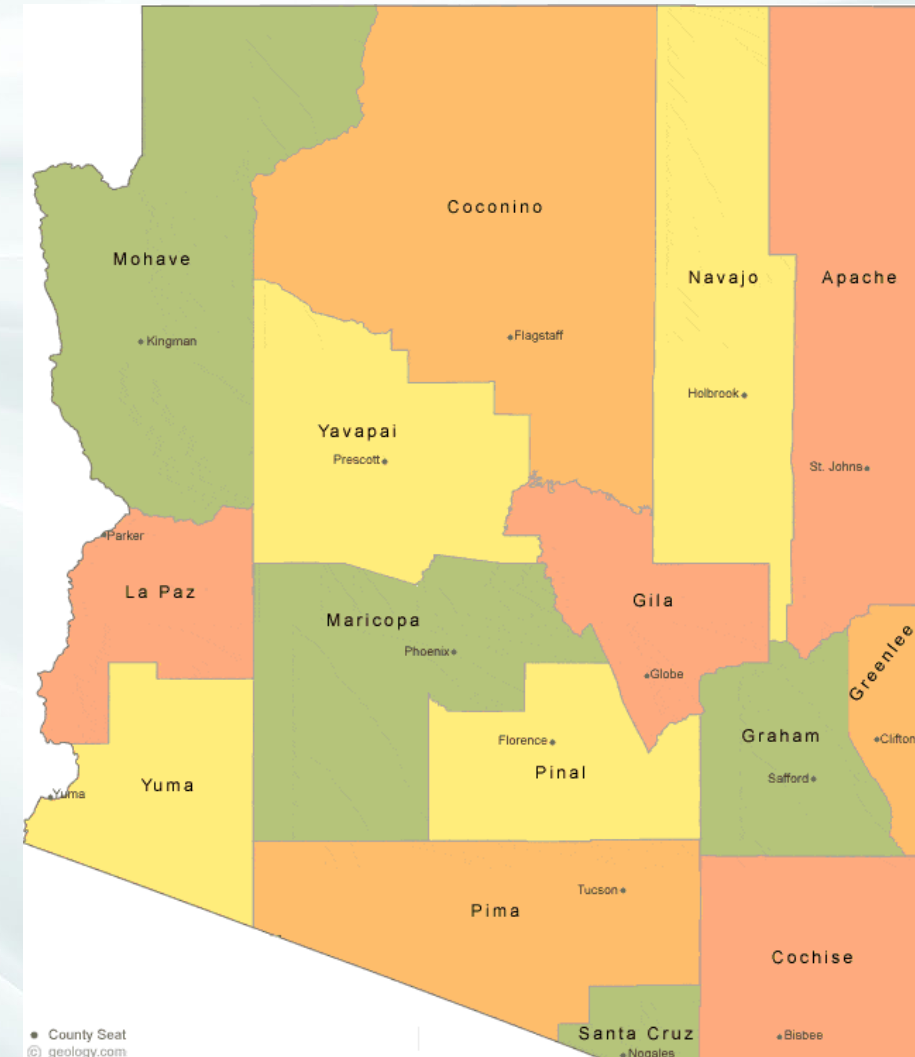 Coconino
Mohave
Navajo
Apache
Flagstaff
Kingman
Holbrook
Yavapai
Prescott
St. Johns
Parker
La Paz
Maricopa
Gila
Phoenix
Greenlee
Globe
Florence
Graham
Clifton
Pinal
Safford
Yuma
Yuma
Tucson
Pima
Cochise
Santa Cruz
Bisbee
Nogales
County Seat
© geology.com